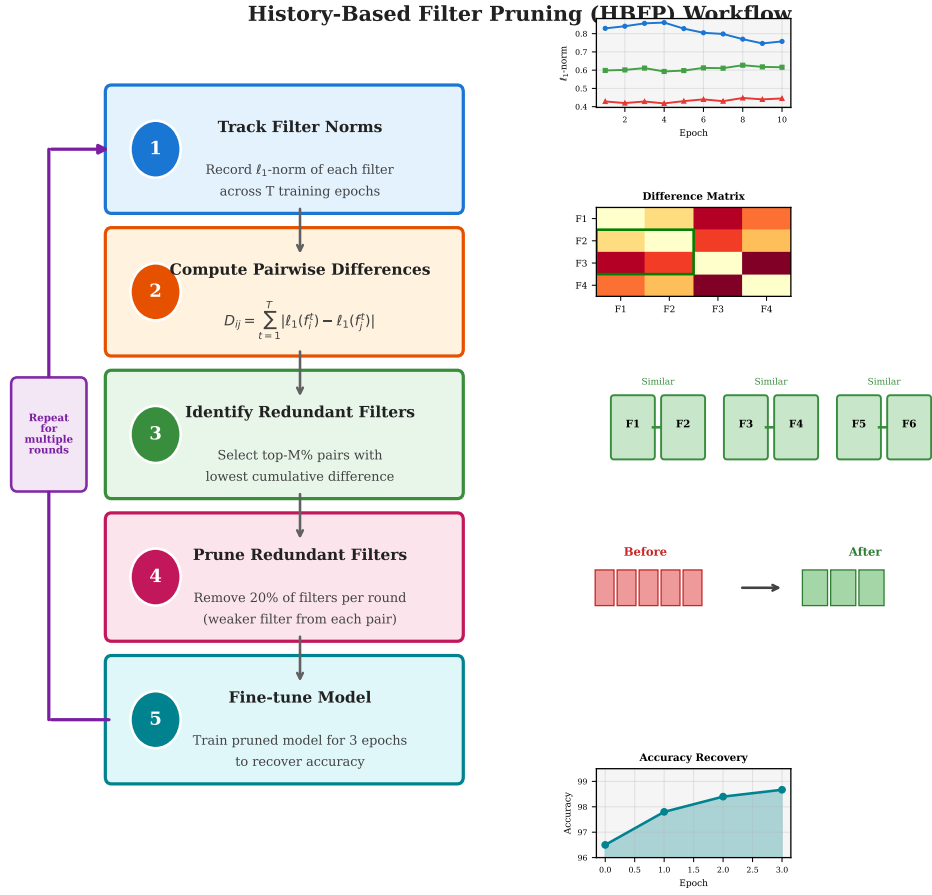 History-Based Filter Pruning (HBFP) Workflow
1
Track Filter Norms
Record ℓ₁-norm of each filter
across T training epochs
2
Compute Pairwise Differences
D_{ij} = \sum_{t=1}^{T} |ℓ_1(f_i^t) − ℓ_1(f_j^t)|
3
Identify Redundant Filters
Select top-M% pairs with
lowest cumulative difference
4
Prune Redundant Filters
Remove 20% of filters per round
(weaker filter from each pair)
5
Fine-tune Model
Train pruned model for 3 epochs
to recover accuracy
Repeat
for
multiple
rounds
ℓ₁-norm
0.8
0.7
0.6
0.5
0.4
2 4 6 8 10
Epoch
Difference Matrix
F1
F2
F3
F4
F1 F2 F3 F4
Similar Similar Similar
F1 F2 F3 F4 F5 F6
Before After
Accuracy Recovery
Accuracy
99
98
97
96
0.0 0.5 1.0 1.5 2.0 2.5 3.0
Epoch